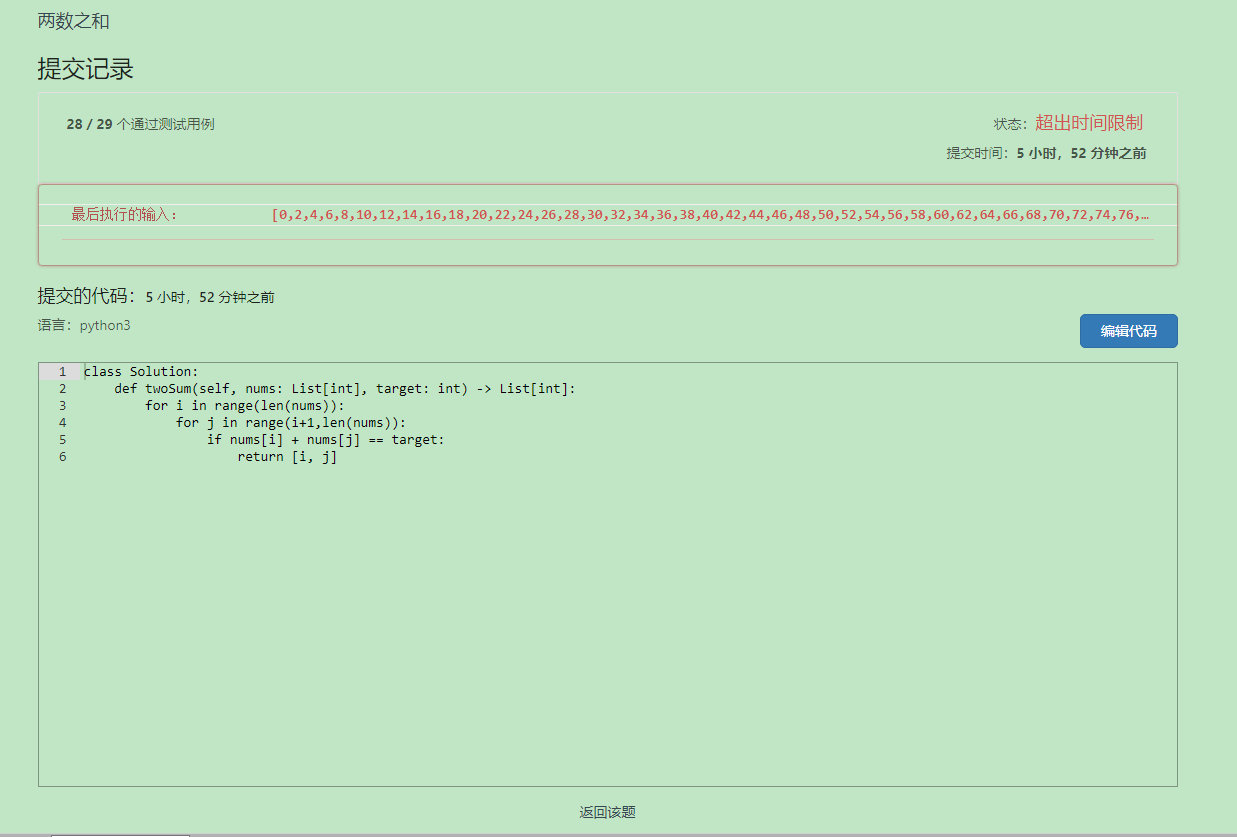 两数之和
提交记录
28 / 29 个通过测试用例
状态：超出时间限制
提交时间：5 小时，52 分钟之前
最后执行的输入： [0,2,4,6,8,10,12,14,16,18,20,22,24,26,28,30,32,34,36,38,40,42,44,46,48,50,52,54,56,58,60,62,64,66,68,70,72,74,76,…
提交的代码：5 小时，52 分钟之前
语言：python3
编辑代码
1 class Solution:
2     def twoSum(self, nums: List[int], target: int) -> List[int]:
3         for i in range(len(nums)):
4             for j in range(i+1,len(nums)):
5                 if nums[i] + nums[j] == target:
6                     return [i, j]
返回该题